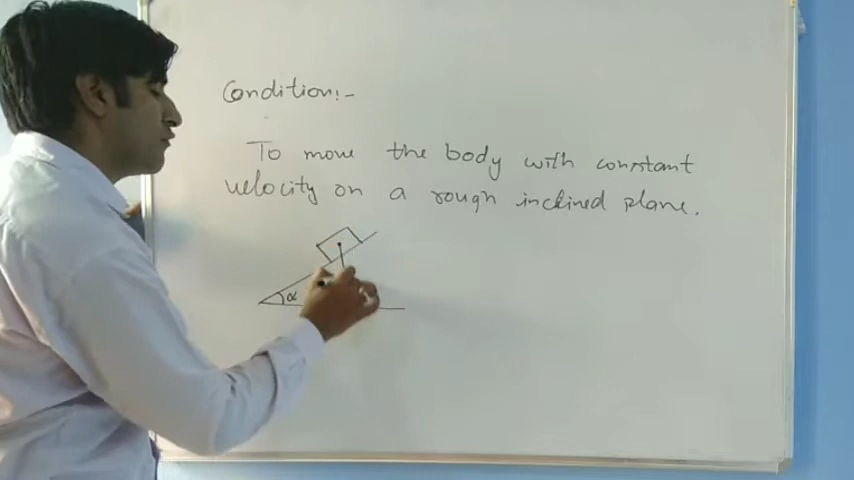 Condition:-
To move the body with constant
velocity on a rough inclined plane.
α